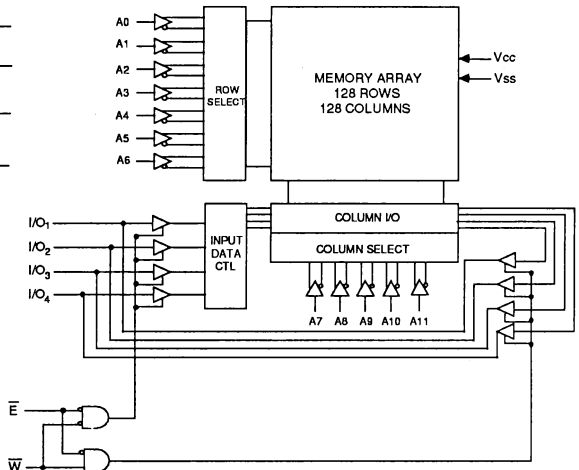 A0
A1
A2
A3
A4
A5
A6
ROW
SELECT
MEMORY ARRAY
128 ROWS
128 COLUMNS
Vcc
Vss
I/O1
I/O2
I/O3
I/O4
INPUT
DATA
CTL
COLUMN I/O
COLUMN SELECT
A7 A8 A9 A10 A11
E
W